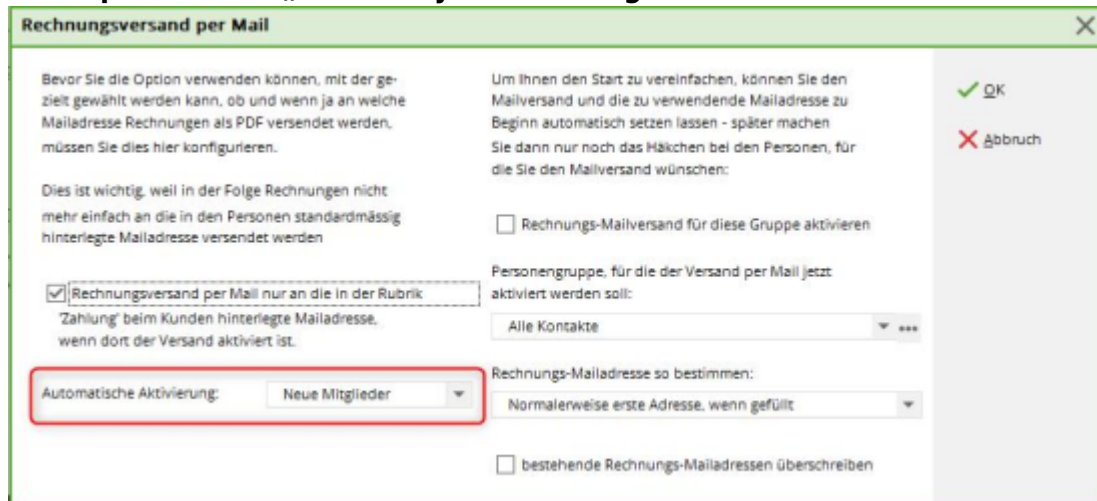 Rechnungsversand per Mail
Bevor Sie die Option verwenden können, mit der ge-
zielt gewählt werden kann, ob und wenn ja an welche
Mailadresse Rechnungen als PDF versendet werden,
müssen Sie dies hier konfigurieren.
Dies ist wichtig, weil in der Folge Rechnungen nicht
mehr einfach an die in den Personen standardmässig
hinterlegte Mailadresse versendet werden
Rechnungsversand per Mail nur an die in der Rubrik
'Zahlung' beim Kunden hinterlegte Mailadresse,
wenn dort der Versand aktiviert ist.
Automatische Aktivierung:
Neue Mitglieder
Um Ihnen den Start zu vereinfachen, können Sie den
Mailversand und die zu verwendende Mailadresse zu
Beginn automatisch setzen lassen - später machen
Sie dann nur noch das Häkchen bei den Personen, für
die Sie den Mailversand wünschen:
Rechnungs-Mailversand für diese Gruppe aktivieren
Personengruppe, für die der Versand per Mail jetzt
aktiviert werden soll:
Alle Kontakte
Rechnungs-Mailadresse so bestimmen:
Normalerweise erste Adresse, wenn gefüllt
bestehende Rechnungs-Mailadressen überschreiben
OK
Abbruch